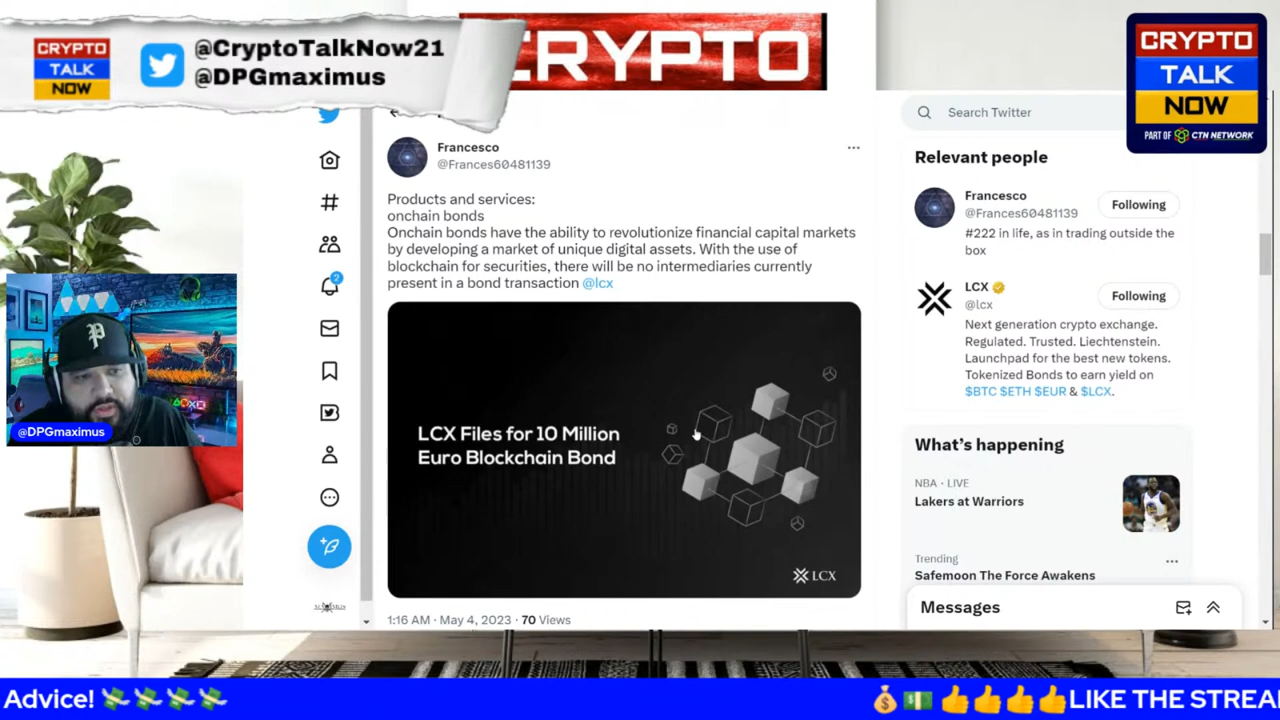 CRYPTO
TALK
NOW
@CryptoTalkNow21
@DPGmaximus
CRYPTO
CRYPTO
TALK
NOW
PART OF CTN NETWORK
Search Twitter
Francesco
@Frances60481139
Products and services:
onchain bonds
Onchain bonds have the ability to revolutionize financial capital markets
by developing a market of unique digital assets. With the use of
blockchain for securities, there will be no intermediaries currently
present in a bond transaction @lcx
LCX Files for 10 Million
Euro Blockchain Bond
LCX
1:16 AM · May 4, 2023 · 70 Views
Relevant people
Francesco
@Frances60481139
Following
#222 in life, as in trading outside the
box
LCX
@lcx
Following
Next generation crypto exchange.
Regulated. Trusted. Liechtenstein.
Launchpad for the best new tokens.
Tokenized Bonds to earn yield on
$BTC $ETH $EUR & $LCX.
What's happening
NBA · LIVE
Lakers at Warriors
Trending
Safemoon The Force Awakens
Messages
2
P
@DPGmaximus
Advice!
LIKE THE STREA